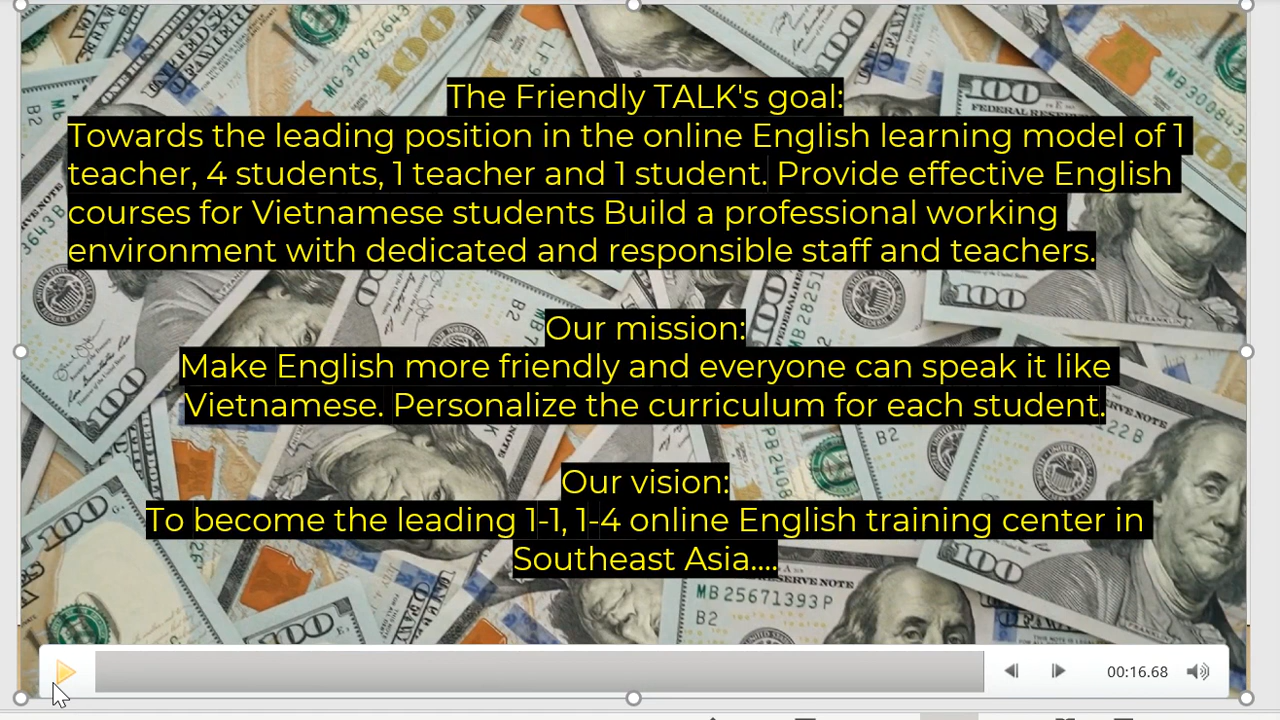 The Friendly TALK's goal:
Towards the leading position in the online English learning model of 1
teacher, 4 students, 1 teacher and 1 student. Provide effective English
courses for Vietnamese students Build a professional working
environment with dedicated and responsible staff and teachers.
Our mission:
Make English more friendly and everyone can speak it like
Vietnamese. Personalize the curriculum for each student.
Our vision:
To become the leading 1-1, 1-4 online English training center in
Southeast Asia....
MB 25671393 P
B2
00:16.68